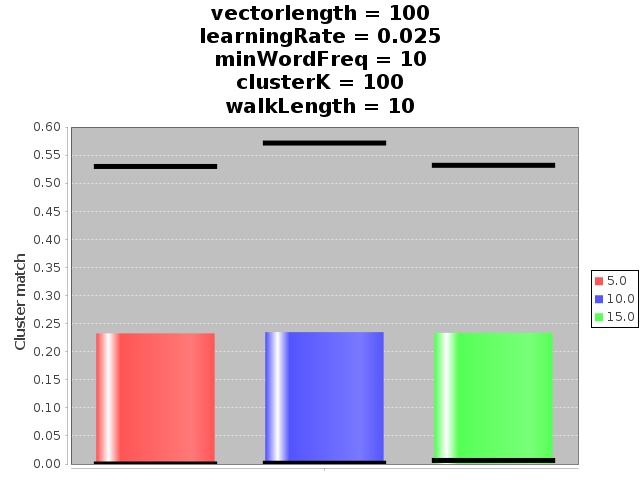 vectorlength = 100
learningRate = 0.025
minWordFreq = 10
clusterK = 100
walkLength = 10
0.60
0.55
0.50
0.45
0.40
0.35
0.30
0.25
0.20
0.15
0.10
0.05
0.00
Cluster match
5.0
10.0
15.0